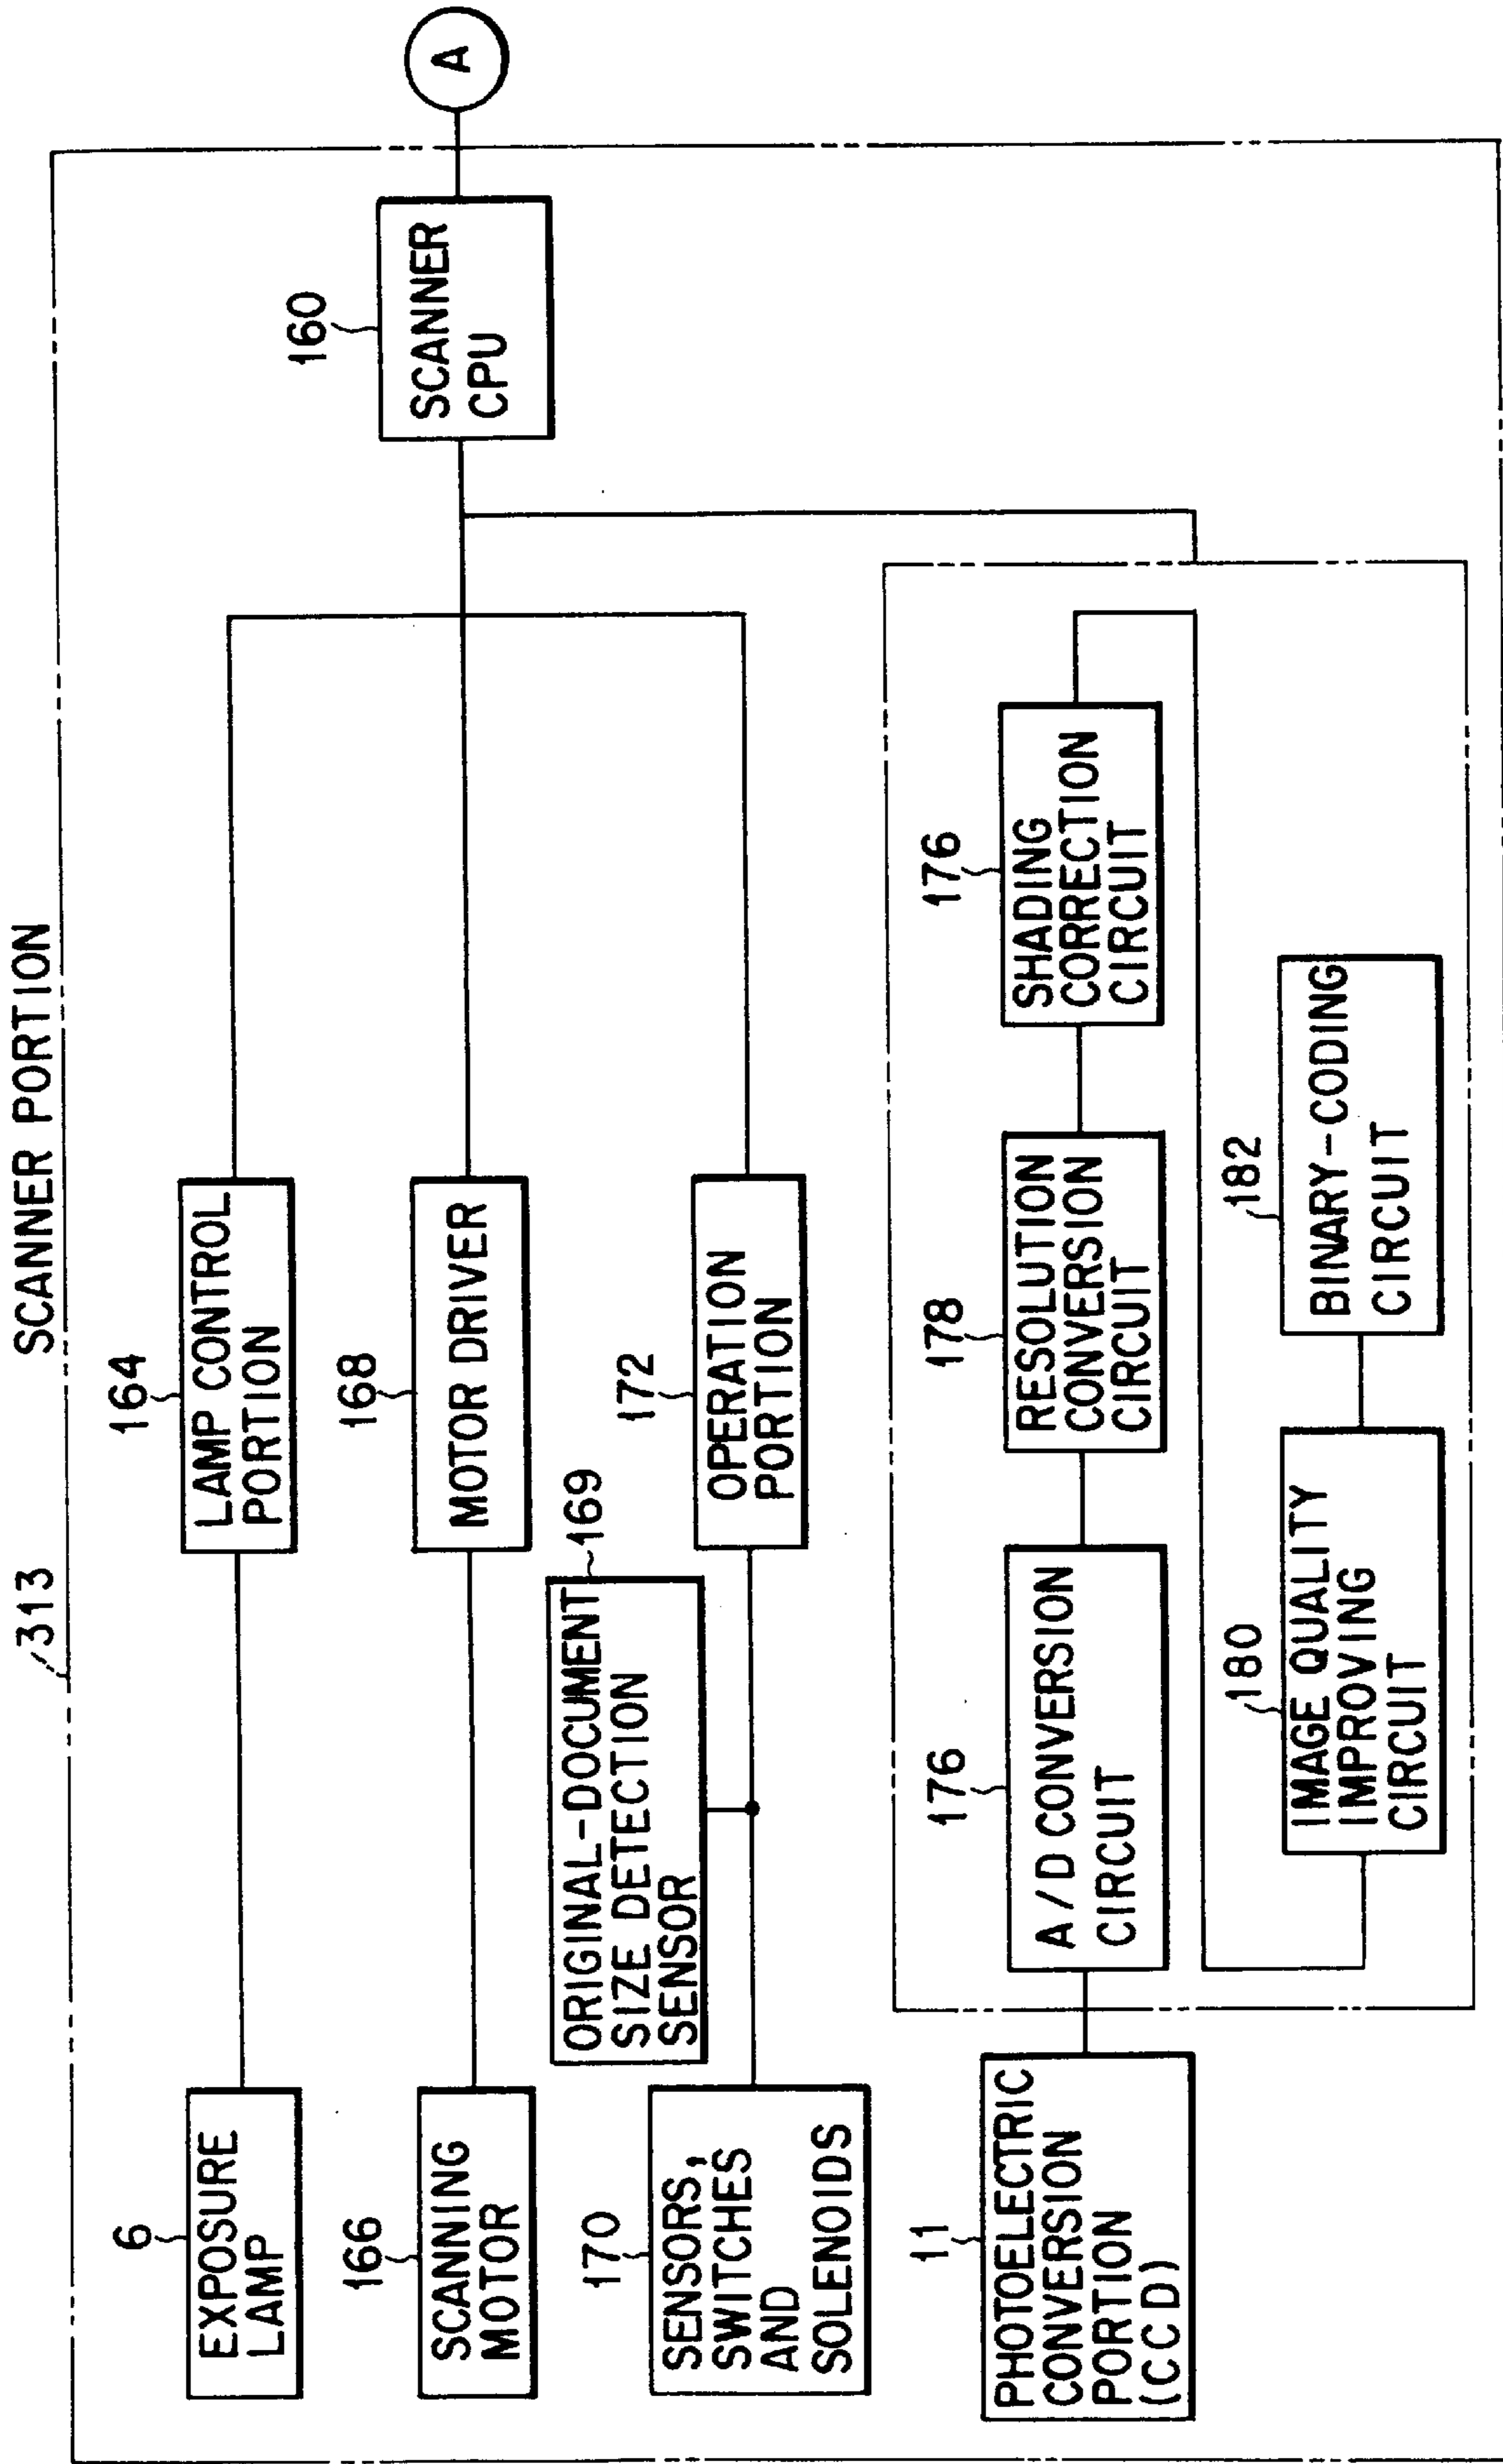 SCANNER PORTION
313
6
EXPOSURE
LAMP
164
LAMP CONTROL
PORTION
166
SCANNING
MOTOR
168
MOTOR DRIVER
160
SCANNER
CPU
A
169
ORIGINAL-DOCUMENT
SIZE DETECTION
SENSOR
170
SENSORS,
SWITCHES
AND
SOLENOIDS
172
OPERATION
PORTION
11
PHOTOELECTRIC
CONVERSION
PORTION
(CCD)
176
A/D CONVERSION
CIRCUIT
178
RESOLUTION
CONVERSION
CIRCUIT
176
SHADING
CORRECTION
CIRCUIT
180
IMAGE QUALITY
IMPROVING
CIRCUIT
182
BINARY-CODING
CIRCUIT